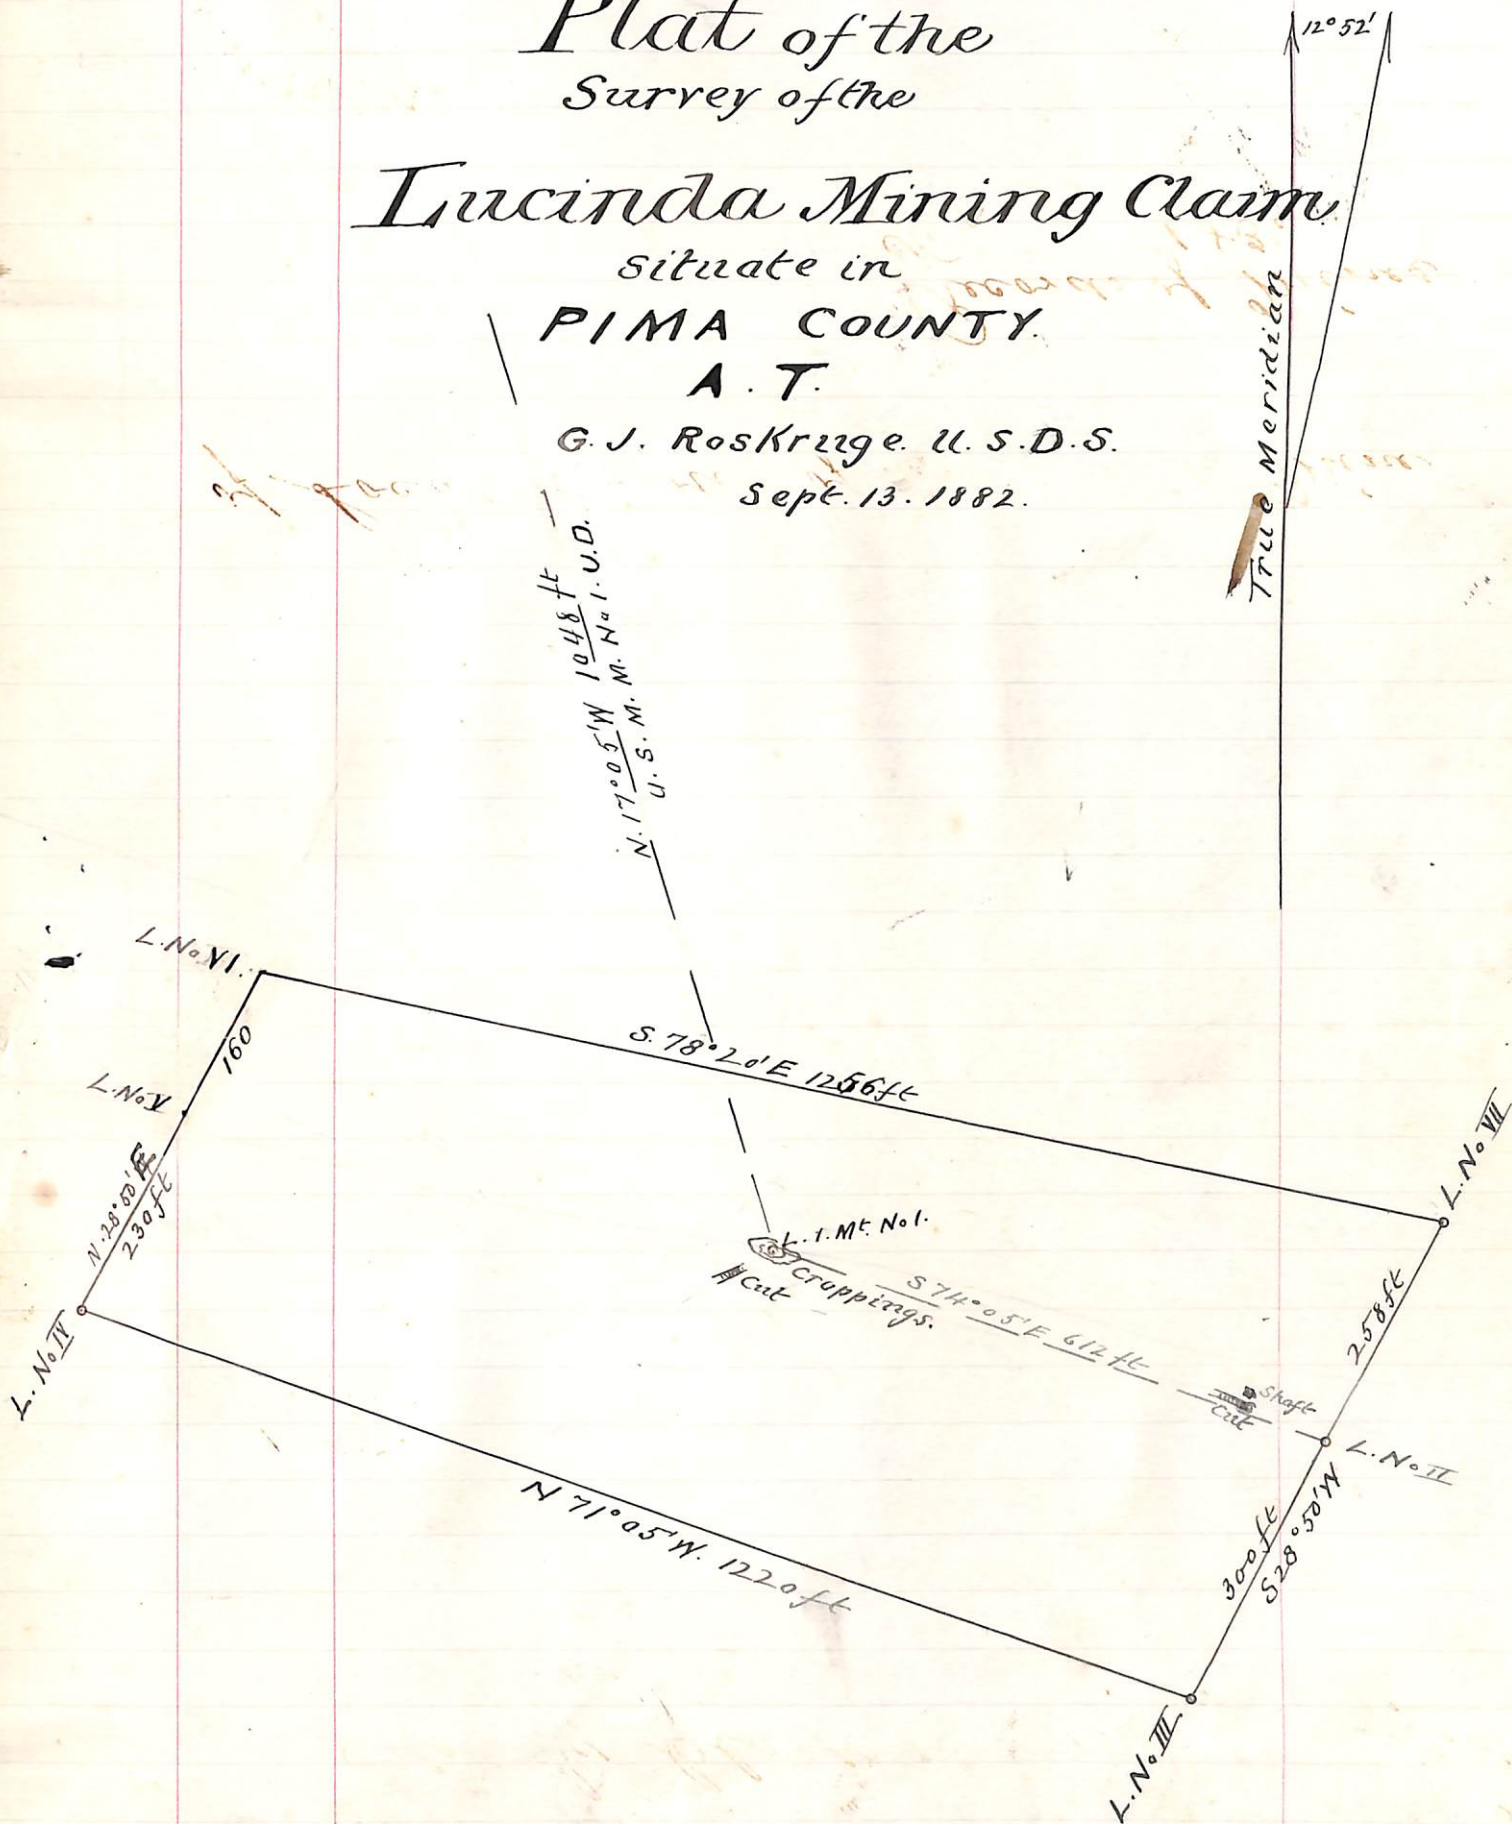 Plat of the
Survey of the
Lucinda Mining Claim
situate in
PIMA COUNTY.
A. T.
G. J. RosKruge. U. S. D. S.
Sept. 13. 1882.
12° 52'
True Meridian
N. 17° 05' W 1048 ft
U. S. M. M. No 1. U.D.
L. No VI.
160
L. No V
N. 28° 50' E
230 ft
L. No IV
S. 78° 20' E 1256 ft
L. No VII
258 ft
L. 1. Mt. No 1.
Croppings.
Cut
S 74° 05' E 612 ft
Shaft
Cut
L. No II
300 ft
S 28° 50' W
N 71° 05' W. 1220 ft
L. No III